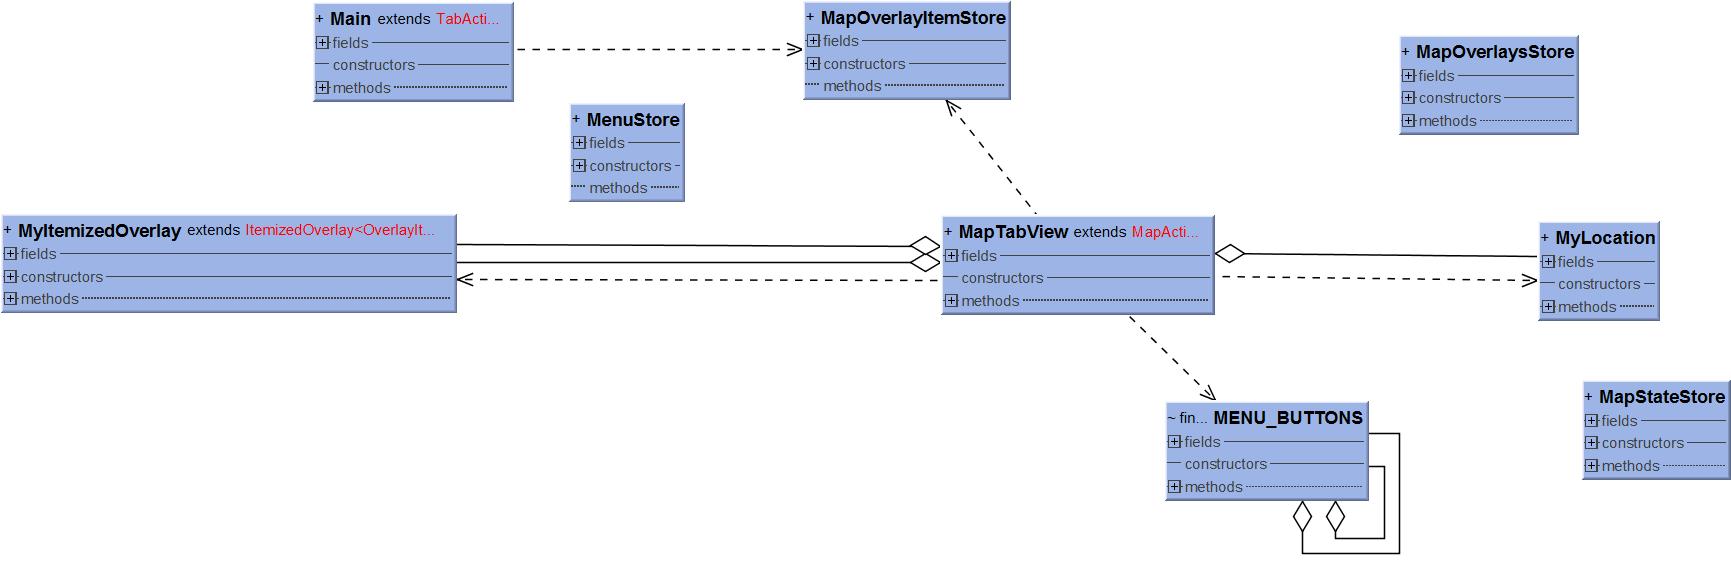 + Main extends TabActi...
fields
constructors
methods
+ MapOverlayItemStore
fields
constructors
methods
+ MapOverlaysStore
fields
constructors
methods
+ MenuStore
fields
constructors
methods
+ MyItemizedOverlay extends ItemizedOverlay<OverlayIt...
fields
constructors
methods
+ MapTabView extends MapActi...
fields
constructors
methods
+ MyLocation
fields
constructors
methods
~ fin... MENU_BUTTONS
fields
constructors
methods
+ MapStateStore
fields
constructors
methods